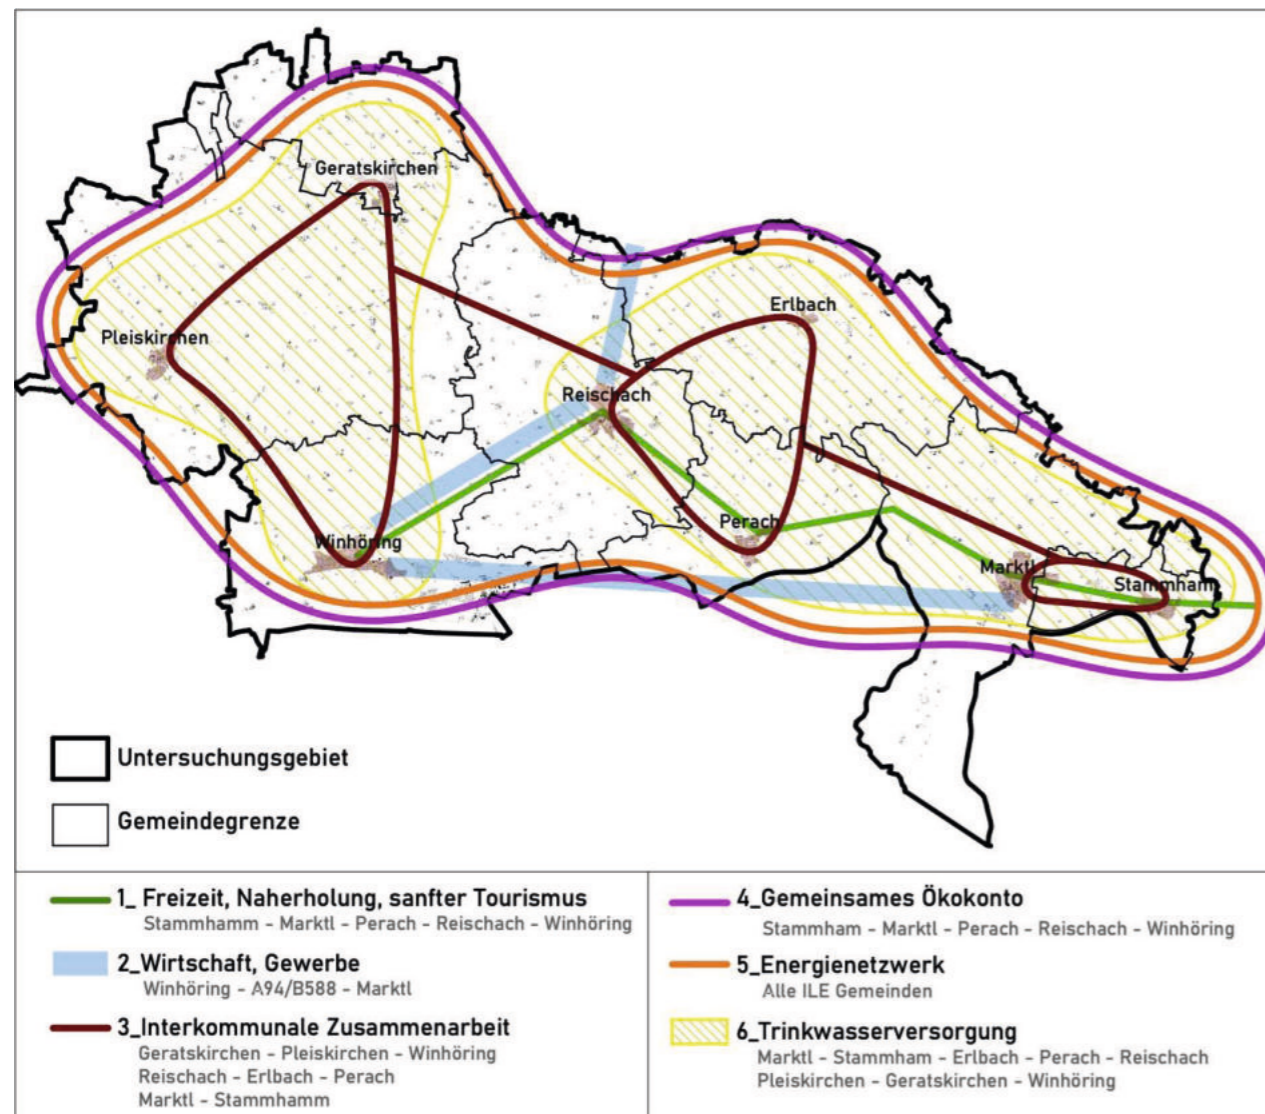 Geratskirchen
Erlbach
Pleiskirchen
Reischach
Perach
Winhöring
Marktl
Stammham
Untersuchungsgebiet
Gemeindegrenze
1_ Freizeit, Naherholung, sanfter Tourismus
Stammhamm - Marktl - Perach - Reischach - Winhöring
2_Wirtschaft, Gewerbe
Winhöring - A94/B588 - Marktl
3_Interkommunale Zusammenarbeit
Geratskirchen - Pleiskirchen - Winhöring
Reischach - Erlbach - Perach
Marktl - Stammhamm
4_Gemeinsames Ökokonto
Stammham - Marktl - Perach - Reischach - Winhöring
5_Energienetzwerk
Alle ILE Gemeinden
6_Trinkwasserversorgung
Marktl - Stammham - Erlbach - Perach - Reischach
Pleiskirchen - Geratskirchen - Winhöring